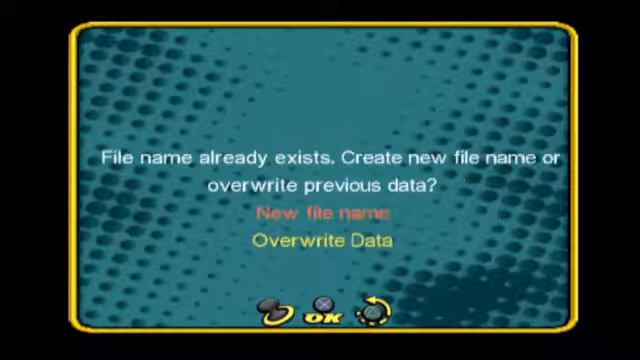 File name already exists. Create new file name or
overwrite previous data?
New file name
Overwrite Data
OK